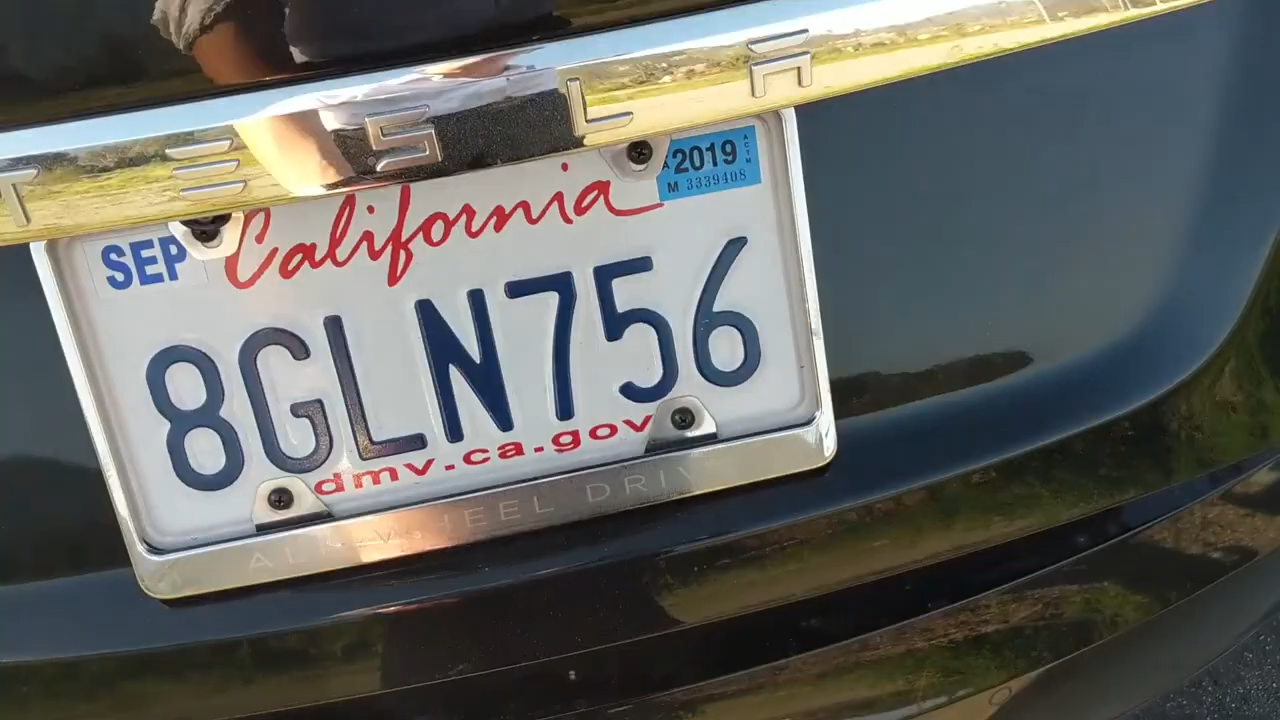 TESLA
SEP
California
2019
M 3339408
8GLN756
dmv.ca.gov
ALL-WHEEL DRIVE